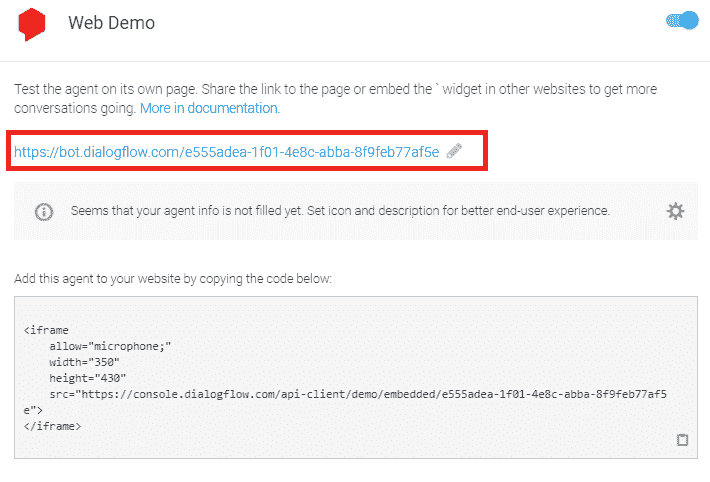 Web Demo
Test the agent on its own page. Share the link to the page or embed the ` widget in other websites to get more
conversations going. More in documentation.
https://bot.dialogflow.com/e555adea-1f01-4e8c-abba-8f9feb77af5e
Seems that your agent info is not filled yet. Set icon and description for better end-user experience.
Add this agent to your website by copying the code below:
<iframe
    allow="microphone;"
    width="350"
    height="430"
    src="https://console.dialogflow.com/api-client/demo/embedded/e555adea-1f01-4e8c-abba-8f9feb77af5
e">
</iframe>